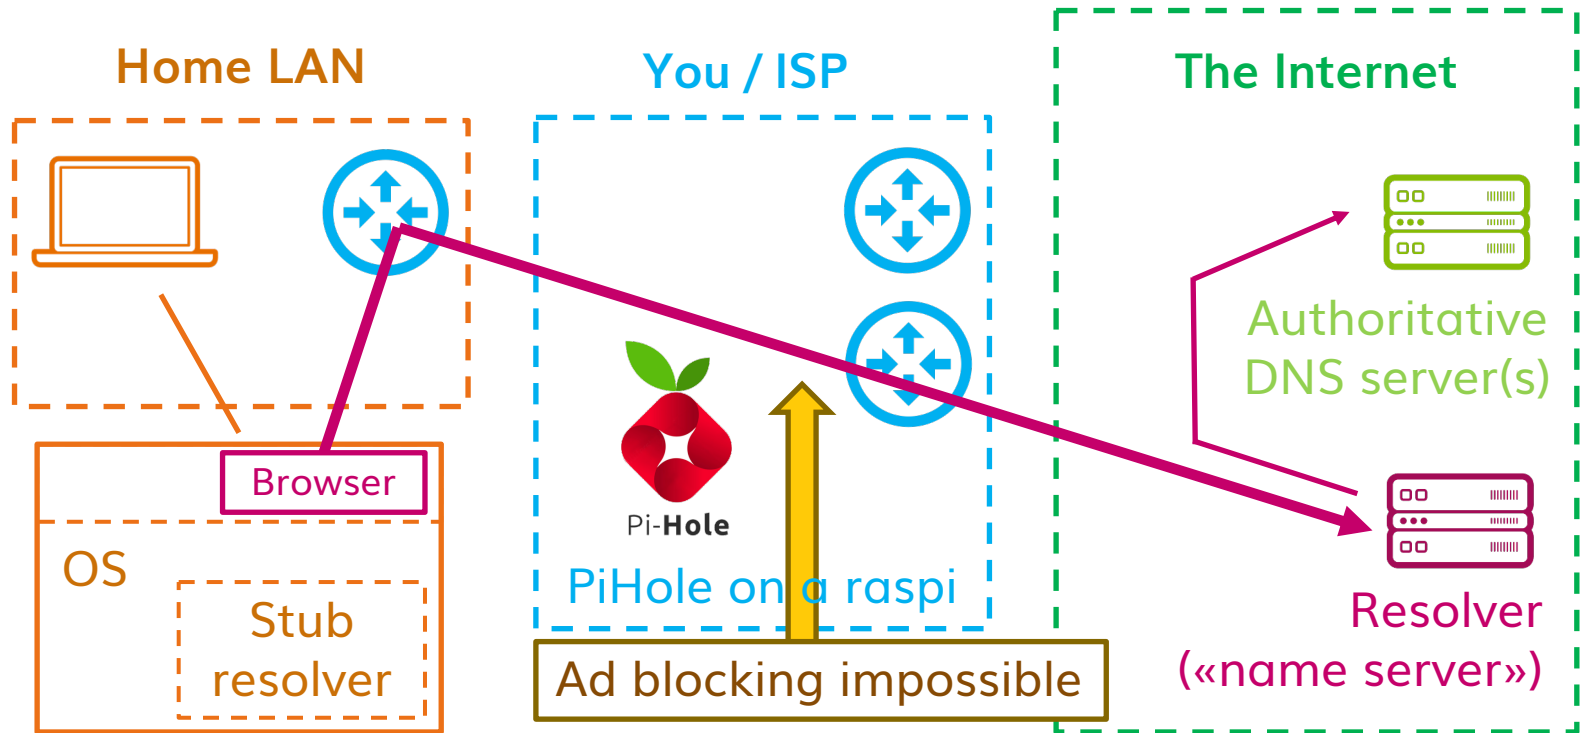 Home LAN
You / ISP
The Internet
Authoritative
DNS server(s)
Browser
Pi-Hole
OS
PiHole on a raspi
Stub
resolver
Resolver
(«name server»)
Ad blocking impossible